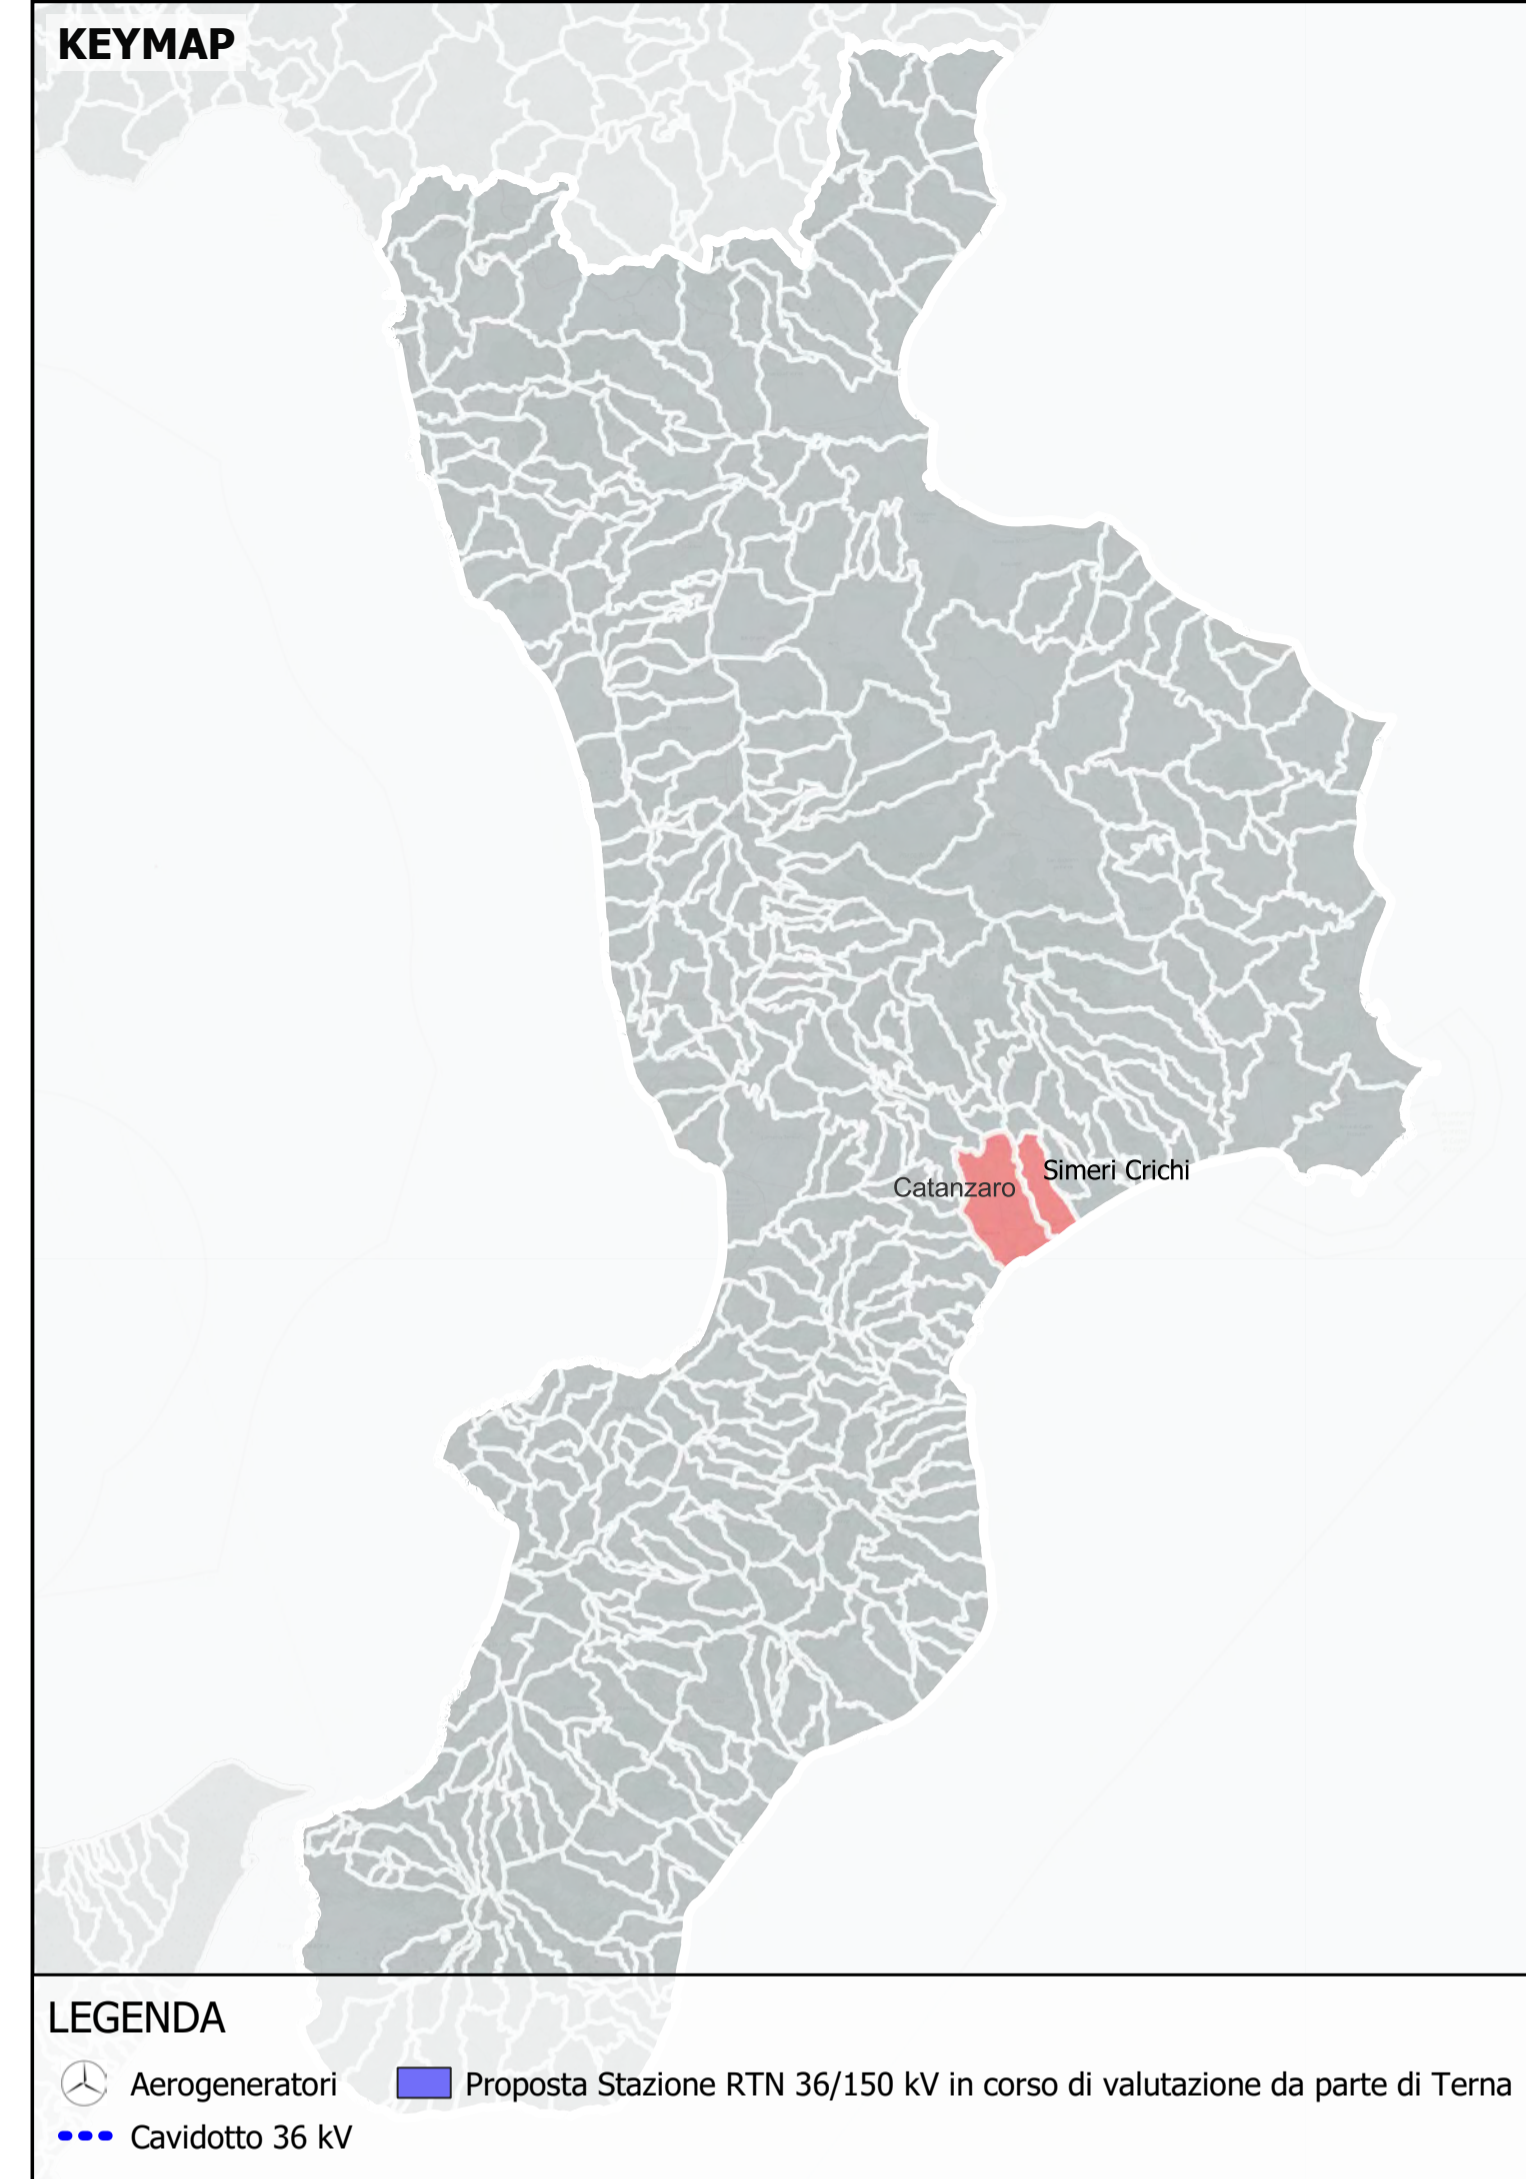 KEYMAP
Simeri Crichi
Catanzaro
LEGENDA
Aerogeneratori
Proposta Stazione RTN 36/150 kV in corso di valutazione da parte di Terna
Cavidotto 36 kV